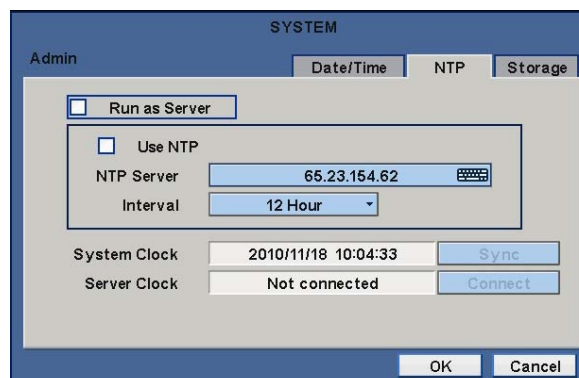 SYSTEM
Admin
Date/Time NTP Storage
Run as Server
Use NTP
NTP Server 65.23.154.62
Interval 12 Hour
System Clock 2010/11/18 10:04:33 Sync
Server Clock Not connected Connect
OK Cancel